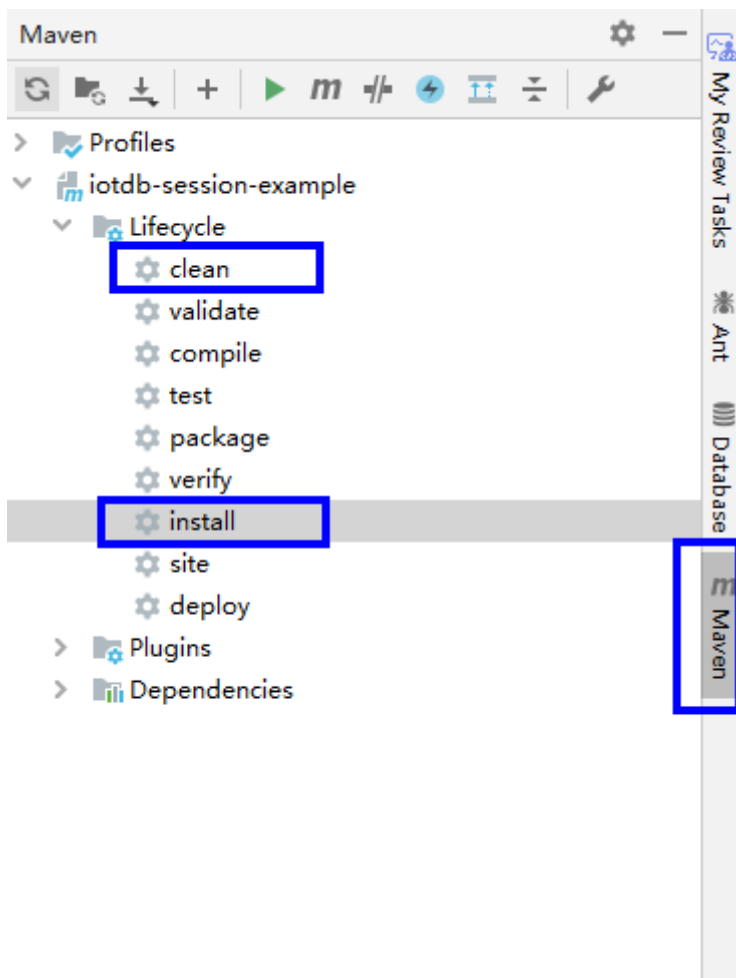 Maven
Profiles
iotdb-session-example
Lifecycle
clean
validate
compile
test
package
verify
install
site
deploy
Plugins
Dependencies
My Review Tasks
Ant
Database
Maven